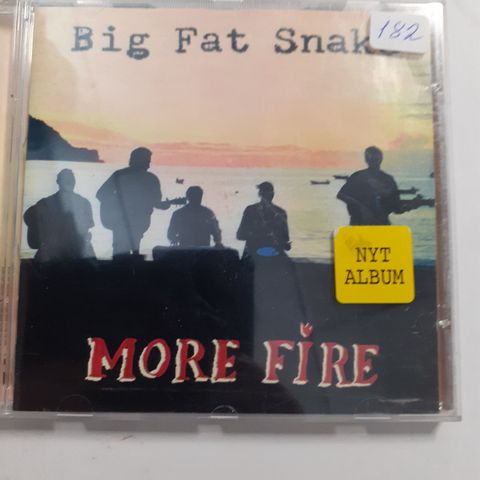 Big Fat Snak
182
NYT
ALBUM
MORE FIRE